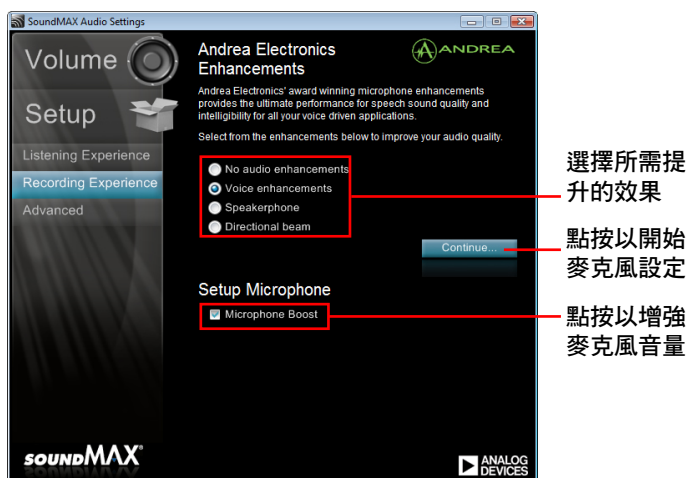 SoundMAX Audio Settings
Volume
Setup
Listening Experience
Recording Experience
Advanced
Andrea Electronics
Enhancements
ANDREA
Andrea Electronics' award winning microphone enhancements
provides the ultimate performance for speech sound quality and
intelligibility for all your voice driven applications.
Select from the enhancements below to improve your audio quality.
No audio enhancements
Voice enhancements
Speakerphone
Directional beam
Continue...
Setup Microphone
Microphone Boost
選擇所需提
升的效果
點按以開始
麥克風設定
點按以增強
麥克風音量
SOUNDMAX
ANALOG
DEVICES